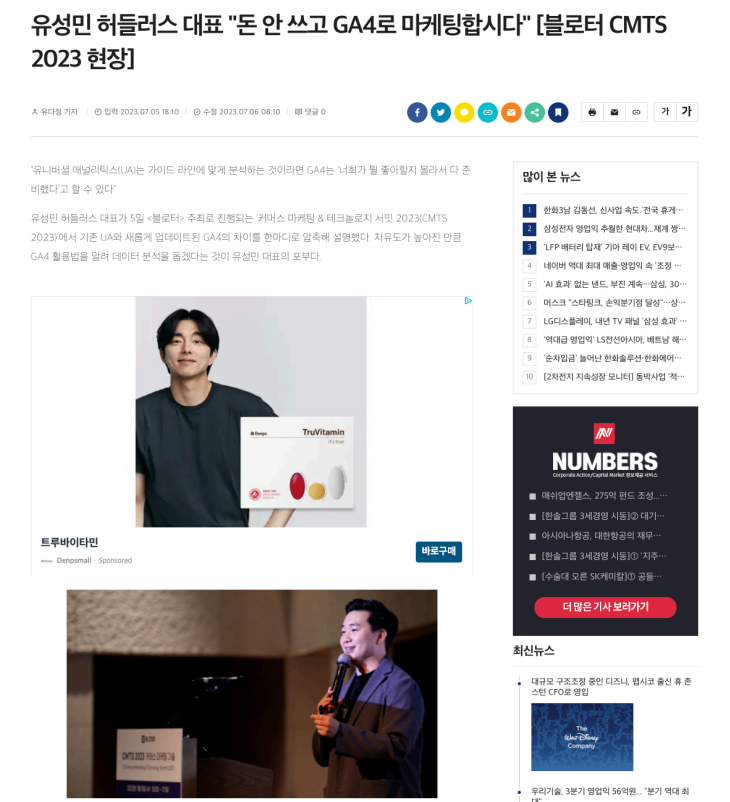 유성민 허들러스 대표 "돈 안 쓰고 GA4로 마케팅합시다" [블로터 CMTS
2023 현장]
유다정 기자
입력 2023.07.05 18:10
수정 2023.07.06 08:10
댓글 0
가
가
"유니버셜 애널리틱스(UA)는 가이드 라인에 맞게 분석하는 것이라면 GA4는 '너희가 뭘 좋아할지 몰라서 다 준
비했다'고 할 수 있다"
유성민 허들러스 대표가 5일 <블로터> 주최로 진행되는 '커머스 마케팅 & 테크놀로지 서밋 2023(CMTS
2023)'에서 기존 UA와 새롭게 업데이트된 GA4의 차이를 한마디로 압축해 설명했다. 자유도가 높아진 만큼
GA4 활용법을 알려 데이터 분석을 돕겠다는 것이 유성민 대표의 포부다.
Denps
TruVitamin
It's true
트루바이타민
Denpsmall · Sponsored
바로구매
CMTS 2023
많이 본 뉴스
1 한화3남 김동선, 신사업 속도 '전국 휴게…
2 삼성전자 영업익 추월한 현대차...재계 쌍…
3 'LFP 배터리 탑재' 기아 레이 EV, EV9보…
4 네이버 역대 최대 매출·영업익 속 '조정 …
5 'AI 효과' 없는 낸드, 부진 계속…삼성, 30…
6 머스크 "스타링크, 손익분기점 달성"…상…
7 LG디스플레이, 내년 TV 패널 '삼성 효과' …
8 '역대급 영업익' LS전선아시아, 베트남 해…
9 '순차입금' 늘어난 한화솔루션·한화에어…
10 [2차전지 지속성장 모니터] 동박사업 '적…
NUMBERS
Corporate Action/Capital Market 정보제공 서비스
매쉬업엔젤스, 275억 펀드 조성...…
[한솔그룹 3세경영 시동]② 대기…
아시아나항공, 대한항공의 재무…
[한솔그룹 3세경영 시동]① '지주…
[수술대 오른 SK케미칼]① 공들…
더 많은 기사 보러가기
최신뉴스
대규모 구조조정 중인 디즈니, 펩시코 출신 휴 존
스턴 CFO로 영입
The
Walt Disney
Company
우리기술, 3분기 영업익 56억원... "분기 역대 최
대"